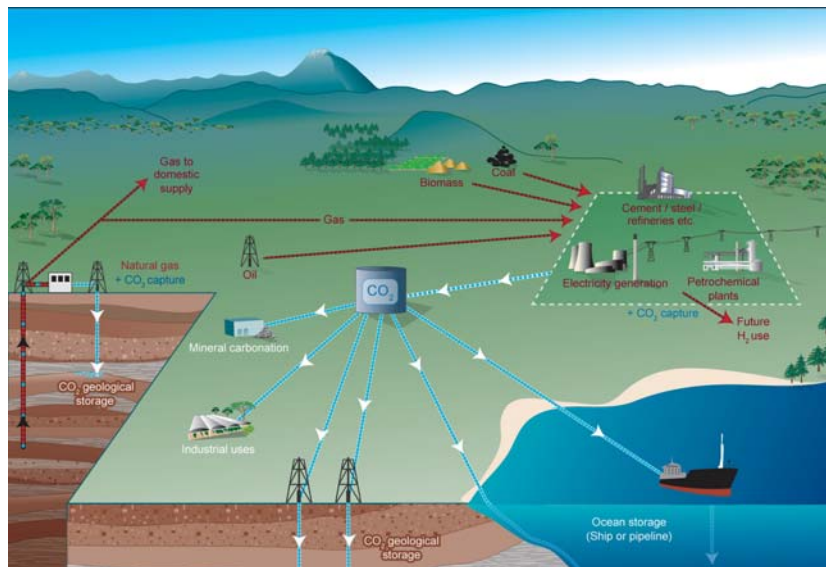 Gas to
domestic
supply
Coal
Biomass
Cement / steel /
refineries etc
Gas
Oil
Natural gas
+ CO₂ capture
CO₂
Electricity generation
Petrochemical
plants
+ CO₂ capture
Future
H₂ use
Mineral carbonation
CO₂ geological
storage
Industrial uses
Ocean storage
(Ship or pipeline)
CO₂ geological
storage